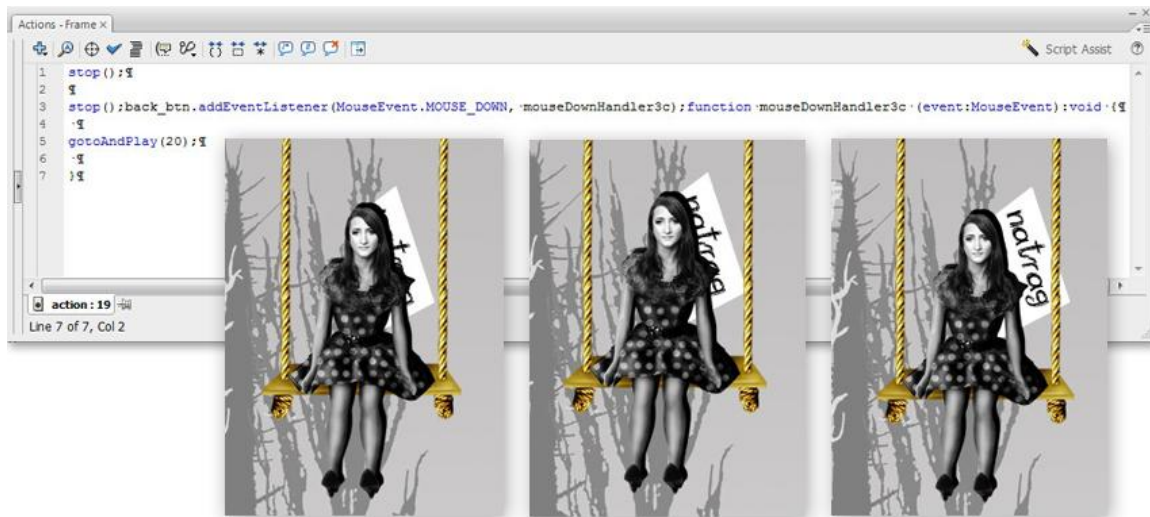 Actions - Frame ×
Script Assist
1 stop();¶
2 ¶
3 stop();back_btn.addEventListener(MouseEvent.MOUSE_DOWN,·mouseDownHandler3c);function·mouseDownHandler3c·(event:MouseEvent):void·{¶
4 ·¶
5 gotoAndPlay(20);¶
6 ·¶
7 }¶
natrag
natrag
action : 19
Line 7 of 7, Col 2